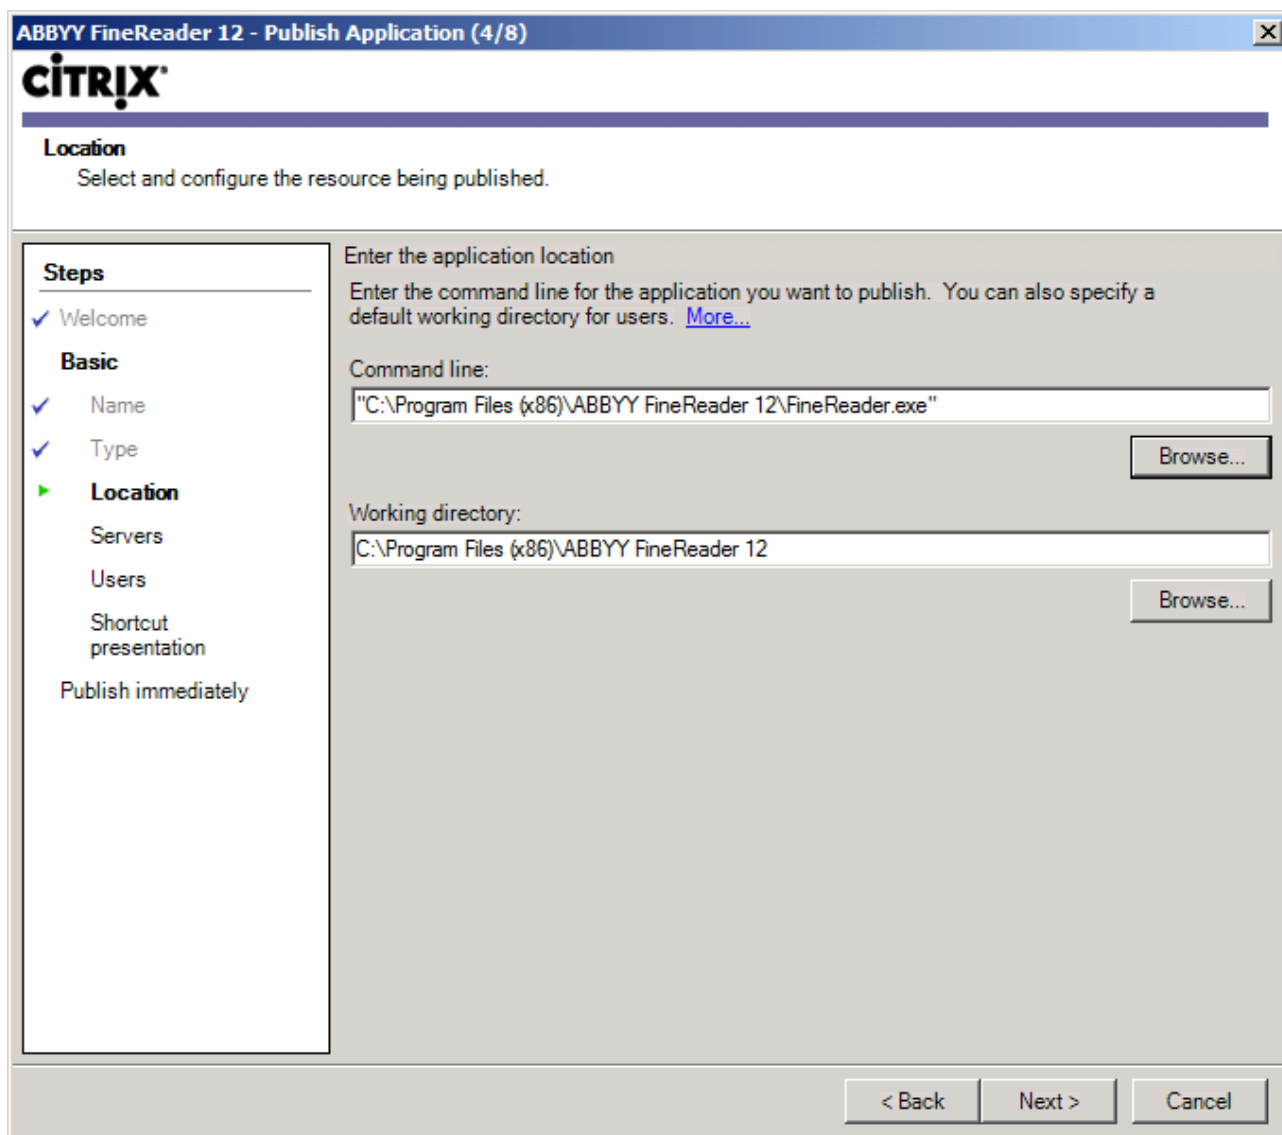 ABBYY FineReader 12 - Publish Application (4/8)
CİTRIX
Location
Select and configure the resource being published.
Steps
Welcome
Basic
Name
Type
Location
Servers
Users
Shortcut
presentation
Publish immediately
Enter the application location
Enter the command line for the application you want to publish. You can also specify a
default working directory for users. More...
Command line:
"C:\Program Files (x86)\ABBYY FineReader 12\FineReader.exe"
Browse...
Working directory:
C:\Program Files (x86)\ABBYY FineReader 12
Browse...
< Back
Next >
Cancel